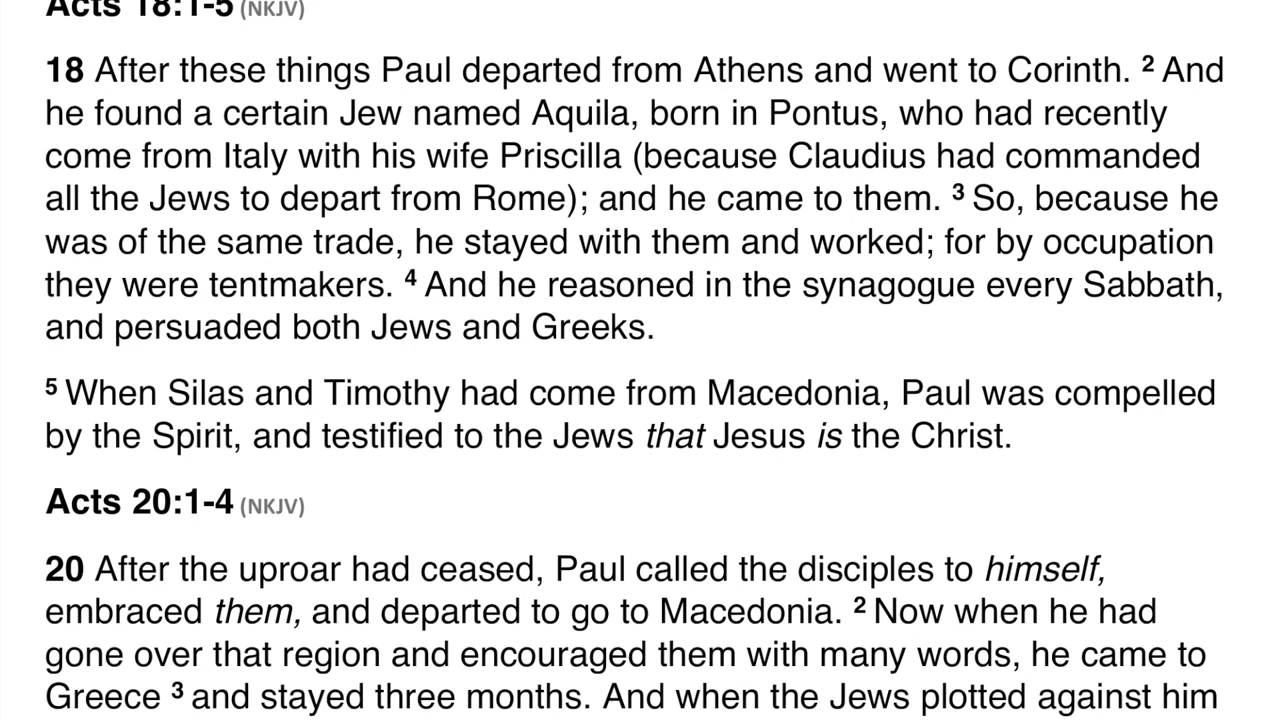 Acts 18:1-5 (NKJV)
18 After these things Paul departed from Athens and went to Corinth. 2 And
he found a certain Jew named Aquila, born in Pontus, who had recently
come from Italy with his wife Priscilla (because Claudius had commanded
all the Jews to depart from Rome); and he came to them. 3 So, because he
was of the same trade, he stayed with them and worked; for by occupation
they were tentmakers. 4 And he reasoned in the synagogue every Sabbath,
and persuaded both Jews and Greeks.
5 When Silas and Timothy had come from Macedonia, Paul was compelled
by the Spirit, and testified to the Jews that Jesus is the Christ.
Acts 20:1-4 (NKJV)
20 After the uproar had ceased, Paul called the disciples to himself,
embraced them, and departed to go to Macedonia. 2 Now when he had
gone over that region and encouraged them with many words, he came to
Greece 3 and stayed three months. And when the Jews plotted against him